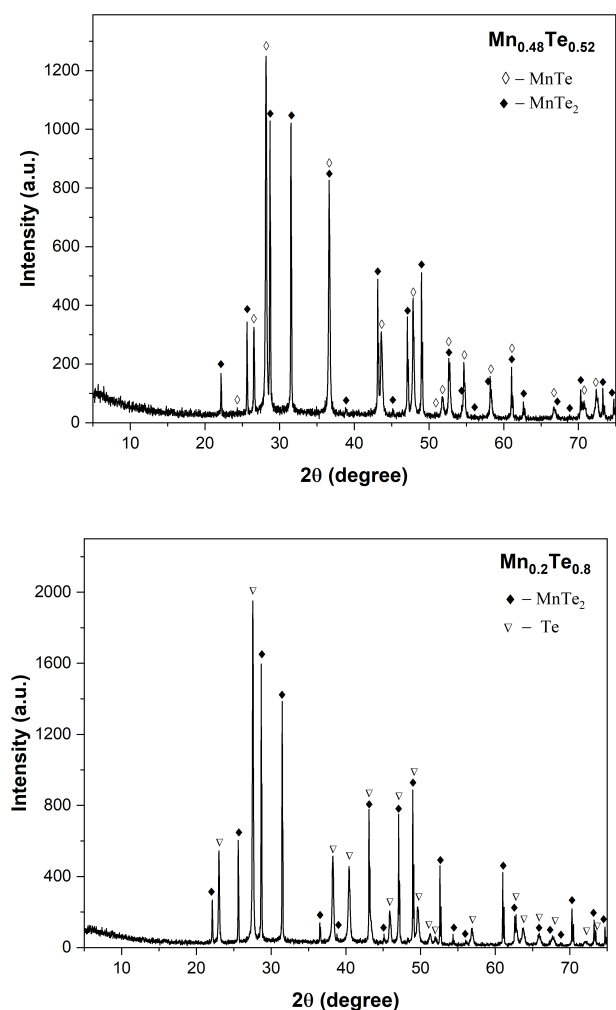 Mn0.48Te0.52
◊ – MnTe
♦ – MnTe2
Intensity (a.u.)
1200
1000
800
600
400
200
0
10 20 30 40 50 60 70
2θ (degree)
Mn0.2Te0.8
♦ – MnTe2
▽ – Te
Intensity (a.u.)
2000
1600
1200
800
400
0
10 20 30 40 50 60 70
2θ (degree)